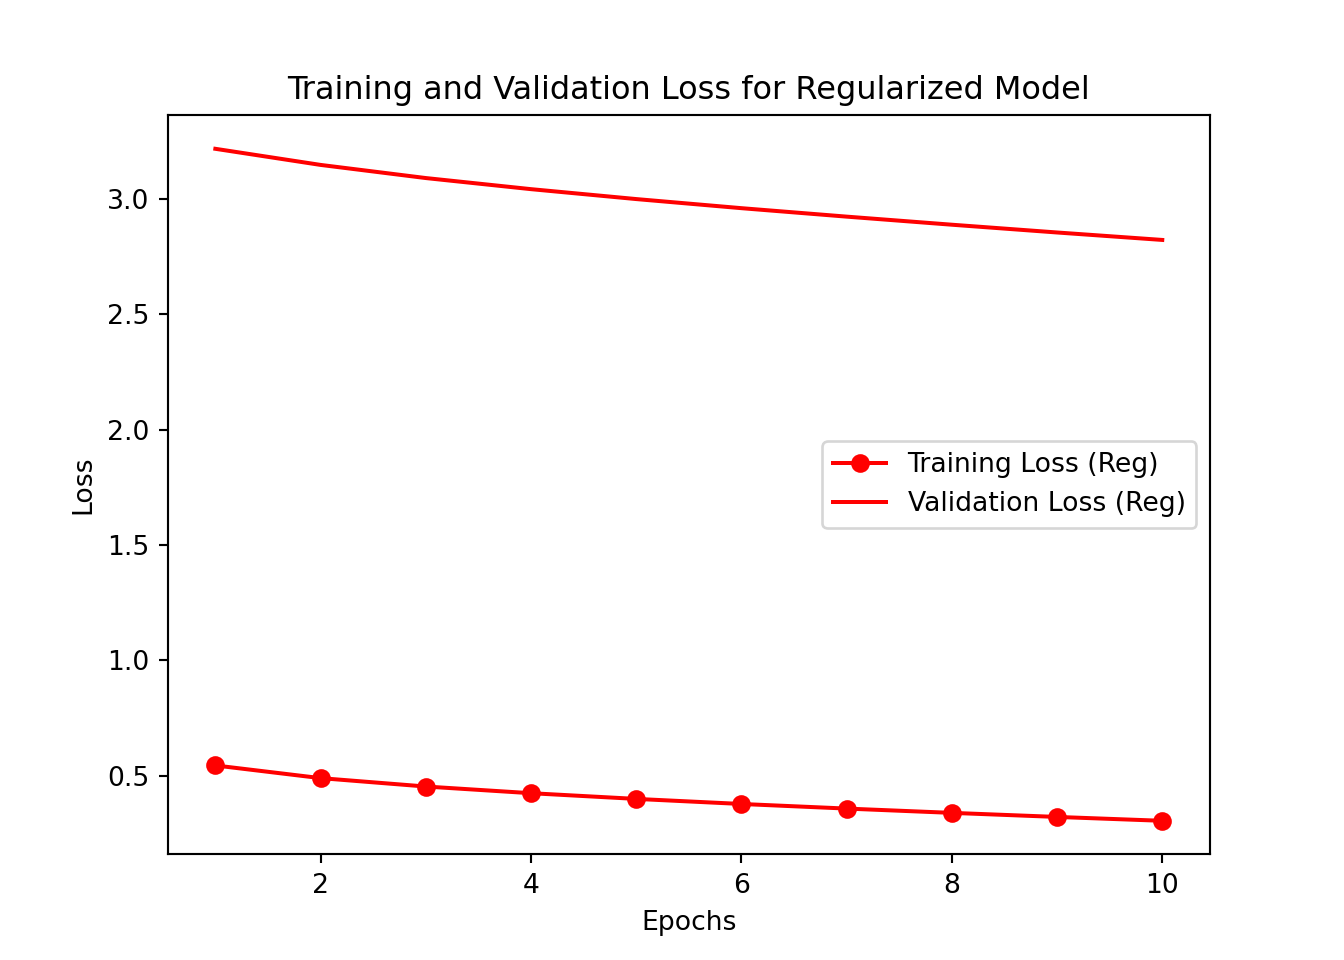 Training and Validation Loss for Regularized Model
3.0
2.5
2.0
1.5
1.0
0.5
Loss
Training Loss (Reg)
Validation Loss (Reg)
2 4 6 8 10
Epochs